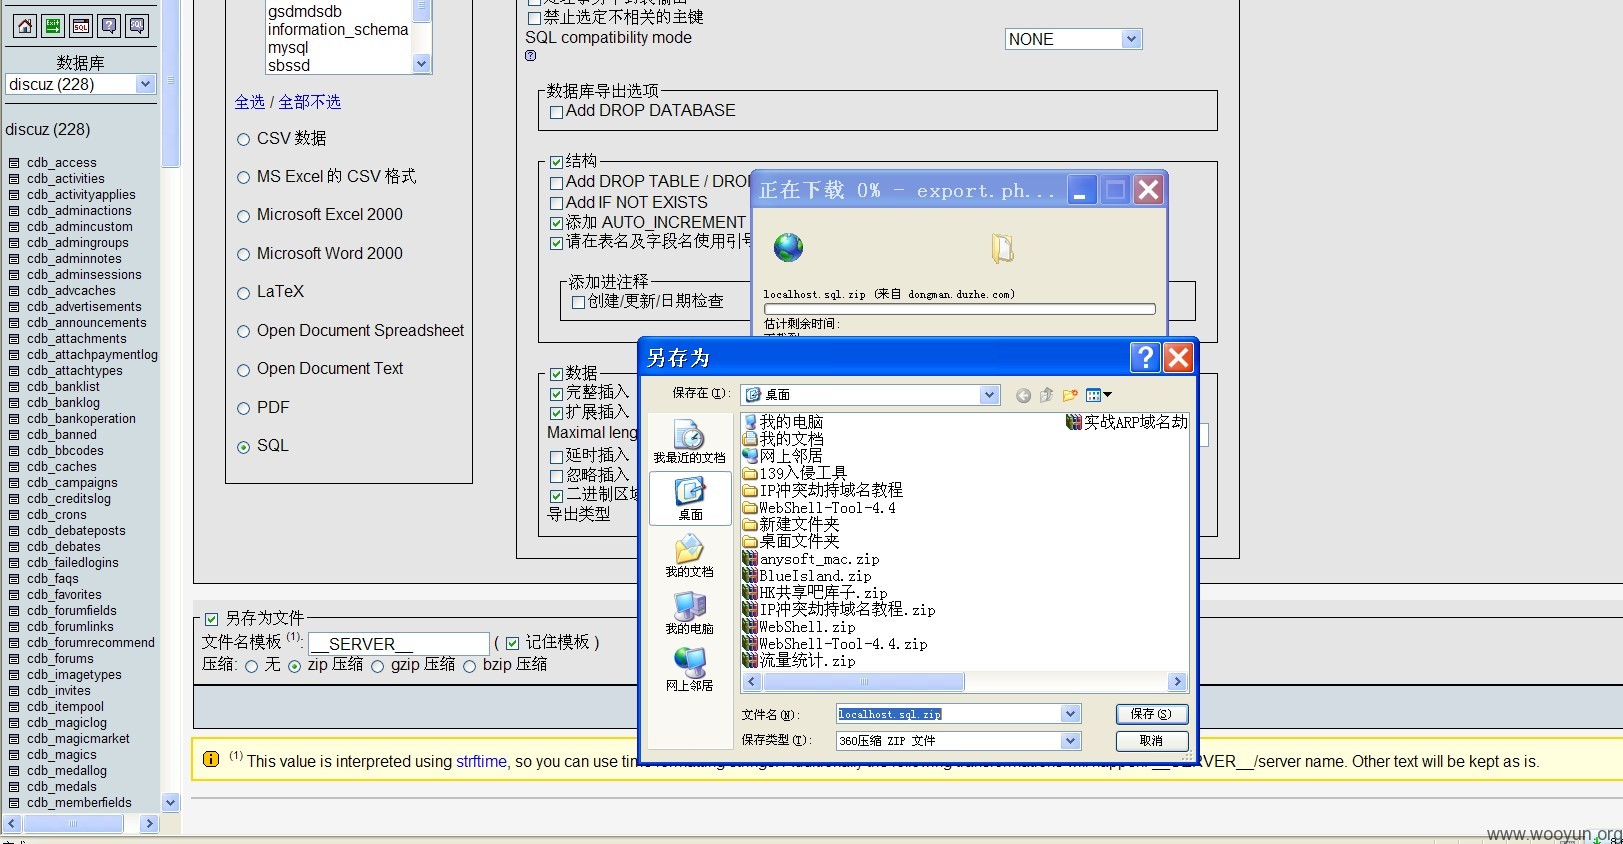 数据库
discuz (228)
discuz (228)
cdb_access
cdb_activities
cdb_activityapplies
cdb_adminactions
cdb_admincustom
cdb_admingroups
cdb_adminnotes
cdb_adminsessions
cdb_advcaches
cdb_advertisements
cdb_announcements
cdb_attachments
cdb_attachpaymentlog
cdb_attachtypes
cdb_banklist
cdb_banklog
cdb_bankoperation
cdb_banned
cdb_bbcodes
cdb_caches
cdb_campaigns
cdb_creditslog
cdb_crons
cdb_debateposts
cdb_debates
cdb_failedlogins
cdb_faqs
cdb_favorites
cdb_forumfields
cdb_forumlinks
cdb_forumrecommend
cdb_forums
cdb_imagetypes
cdb_invites
cdb_itempool
cdb_magiclog
cdb_magicmarket
cdb_magics
cdb_medallog
cdb_medals
cdb_memberfields
gsdmdsdb
information_schema
mysql
sbssd
全选 / 全部不选
CSV 数据
MS Excel 的 CSV 格式
Microsoft Excel 2000
Microsoft Word 2000
LaTeX
Open Document Spreadsheet
Open Document Text
PDF
SQL
禁止选定不相关的主键
SQL compatibility mode
NONE
数据库导出选项
Add DROP DATABASE
结构
Add DROP TABLE / DRO
Add IF NOT EXISTS
添加 AUTO_INCREMENT
请在表名及字段名使用引号
添加进注释
创建/更新/日期检查
数据
完整插入
扩展插入
Maximal leng
延时插入
忽略插入
二进制区域
导出类型
正在下载 0% - export.ph...
localhost.sql.zip (来自 dongman.duzhe.com)
估计剩余时间:
另存为
保存在(I):
桌面
我最近的文档
桌面
我的文档
我的电脑
网上邻居
我的电脑
我的文档
网上邻居
139入侵工具
IP冲突劫持域名教程
WebShell-Tool-4.4
新建文件夹
桌面文件夹
anysoft_mac.zip
BlueIsland.zip
HK共享吧库子.zip
IP冲突劫持域名教程.zip
WebShell.zip
WebShell-Tool-4.4.zip
流量统计.zip
实战ARP域名劫
文件名(N):
localhost.sql.zip
保存(S)
保存类型(T):
360压缩 ZIP 文件
取消
另存为文件
文件名模板 (1):
__SERVER__
( 记住模板 )
压缩: 无 zip 压缩 gzip 压缩 bzip 压缩
(1) This value is interpreted using strftime, so you can use
/server name. Other text will be kept as is.
www.wooyun.org